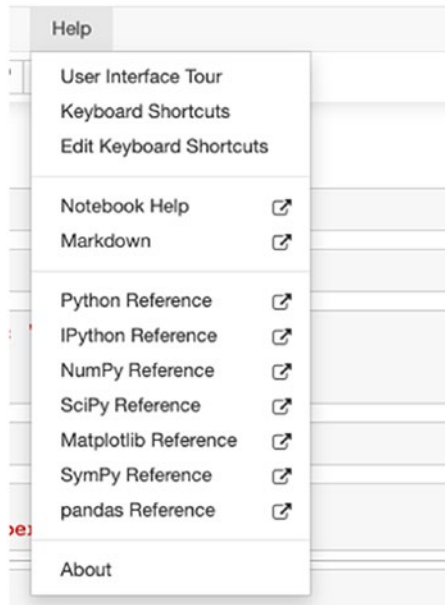 Help
User Interface Tour
Keyboard Shortcuts
Edit Keyboard Shortcuts
Notebook Help
Markdown
Python Reference
IPython Reference
NumPy Reference
SciPy Reference
Matplotlib Reference
SymPy Reference
pandas Reference
About